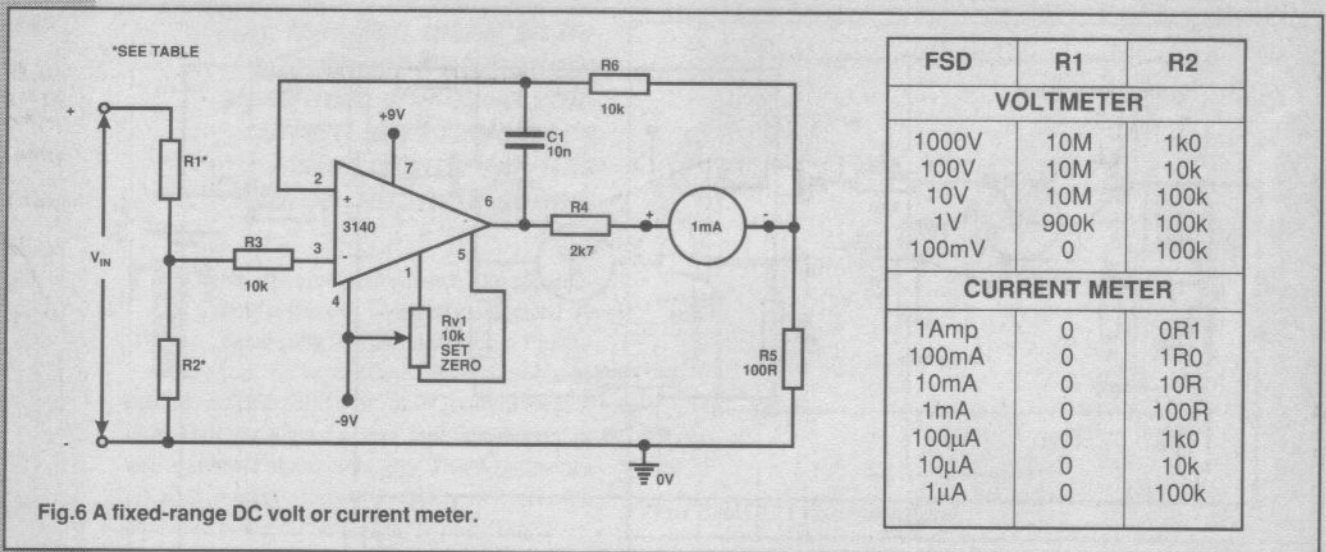 *SEE TABLE
+
R1*
VIN
R2*
-
R3
10k
+9V
7
2
+
3140
-
3
4
1
5
6
-
Rv1
10k
SET
ZERO
-9V
C1
10n
R6
10k
R4
2k7
+
1mA
-
R5
100R
0V
FSD R1 R2
VOLTMETER
1000V 10M 1k0
100V 10M 10k
10V 10M 100k
1V 900k 100k
100mV 0 100k
CURRENT METER
1Amp 0 0R1
100mA 0 1R0
10mA 0 10R
1mA 0 100R
100µA 0 1k0
10µA 0 10k
1µA 0 100k
Fig.6 A fixed-range DC volt or current meter.